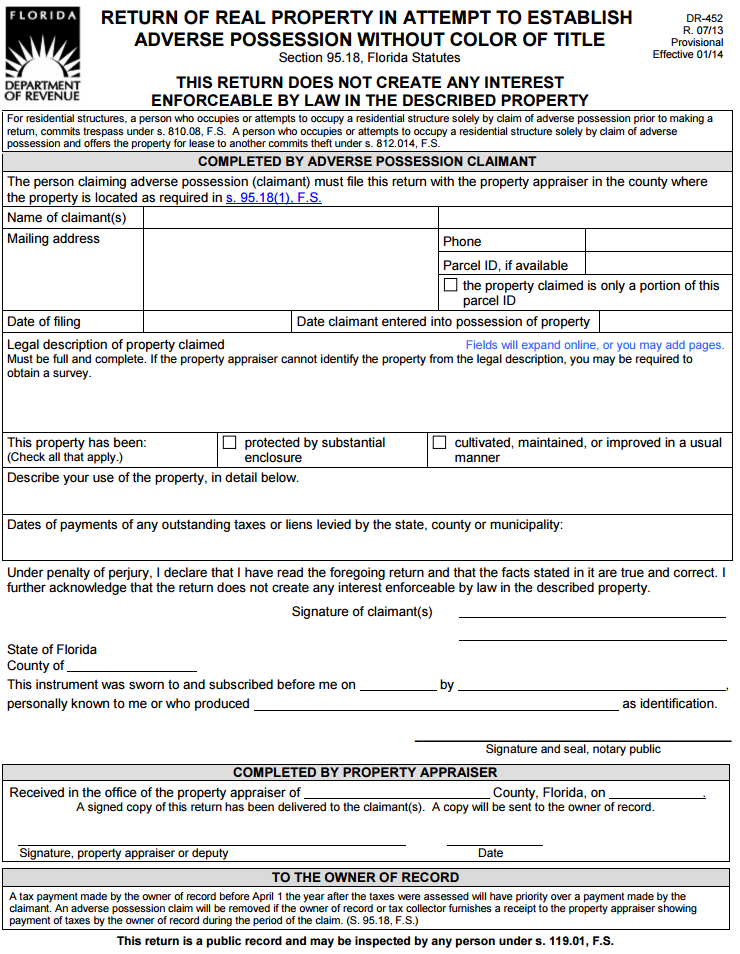 FLORIDA
DEPARTMENT
OF REVENUE
RETURN OF REAL PROPERTY IN ATTEMPT TO ESTABLISH
ADVERSE POSSESSION WITHOUT COLOR OF TITLE
Section 95.18, Florida Statutes
DR-452
R. 07/13
Provisional
Effective 01/14
THIS RETURN DOES NOT CREATE ANY INTEREST
ENFORCEABLE BY LAW IN THE DESCRIBED PROPERTY
For residential structures, a person who occupies or attempts to occupy a residential structure solely by claim of adverse possession prior to making a
return, commits trespass under s. 810.08, F.S. A person who occupies or attempts to occupy a residential structure solely by claim of adverse
possession and offers the property for lease to another commits theft under s. 812.014, F.S.
COMPLETED BY ADVERSE POSSESSION CLAIMANT
The person claiming adverse possession (claimant) must file this return with the property appraiser in the county where
the property is located as required in s. 95.18(1), F.S.
Name of claimant(s)
Mailing address
Phone
Parcel ID, if available
the property claimed is only a portion of this
parcel ID
Date of filing
Date claimant entered into possession of property
Legal description of property claimed
Fields will expand online, or you may add pages.
Must be full and complete. If the property appraiser cannot identify the property from the legal description, you may be required to
obtain a survey.
This property has been:
(Check all that apply.)
protected by substantial
enclosure
cultivated, maintained, or improved in a usual
manner
Describe your use of the property, in detail below.
Dates of payments of any outstanding taxes or liens levied by the state, county or municipality:
Under penalty of perjury, I declare that I have read the foregoing return and that the facts stated in it are true and correct. I
further acknowledge that the return does not create any interest enforceable by law in the described property.
Signature of claimant(s)
State of Florida
County of
This instrument was sworn to and subscribed before me on by ,
personally known to me or who produced as identification.
Signature and seal, notary public
COMPLETED BY PROPERTY APPRAISER
Received in the office of the property appraiser of County, Florida, on .
A signed copy of this return has been delivered to the claimant(s). A copy will be sent to the owner of record.
Signature, property appraiser or deputy
Date
TO THE OWNER OF RECORD
A tax payment made by the owner of record before April 1 the year after the taxes were assessed will have priority over a payment made by the
claimant. An adverse possession claim will be removed if the owner of record or tax collector furnishes a receipt to the property appraiser showing
payment of taxes by the owner of record during the period of the claim. (S. 95.18, F.S.)
This return is a public record and may be inspected by any person under s. 119.01, F.S.